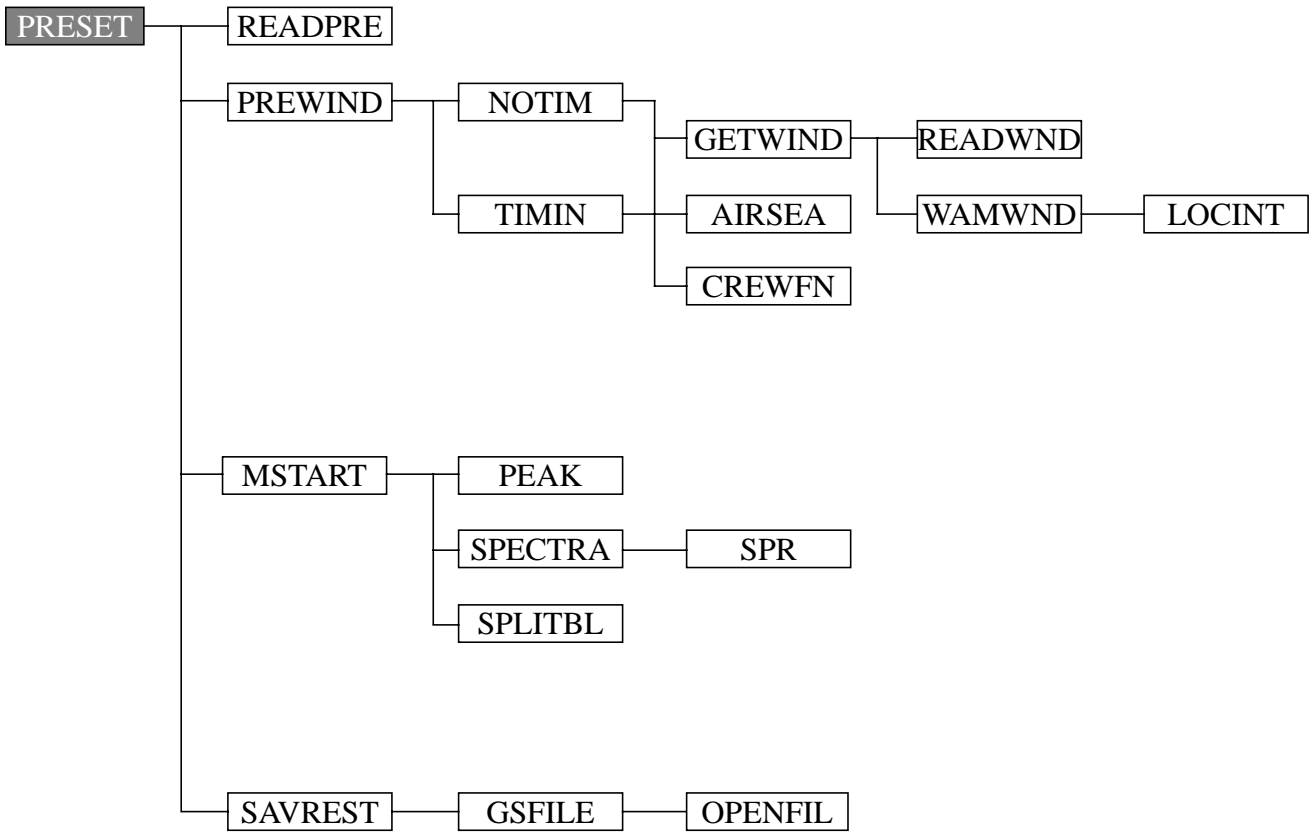 PRESET
READPRE
PREWIND
NOTIM
GETWIND
READWND
TIMIN
AIRSEA
WAMWND
LOCINT
CREWFN
MSTART
PEAK
SPECTRA
SPR
SPLITBL
SAVREST
GSFILE
OPENFIL